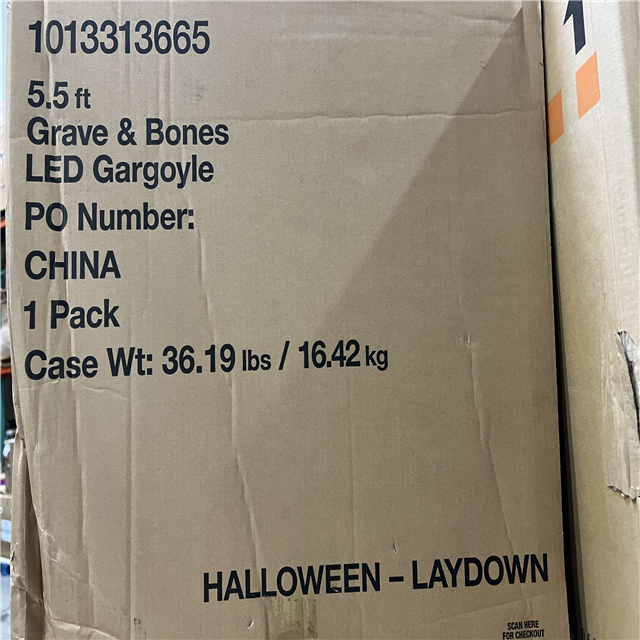 1013313665
5.5 ft
Grave & Bones
LED Gargoyle
PO Number:
CHINA
1 Pack
Case Wt: 36.19 lbs / 16.42 kg
HALLOWEEN – LAYDOWN
SCAN HERE
FOR CHECKOUT
1